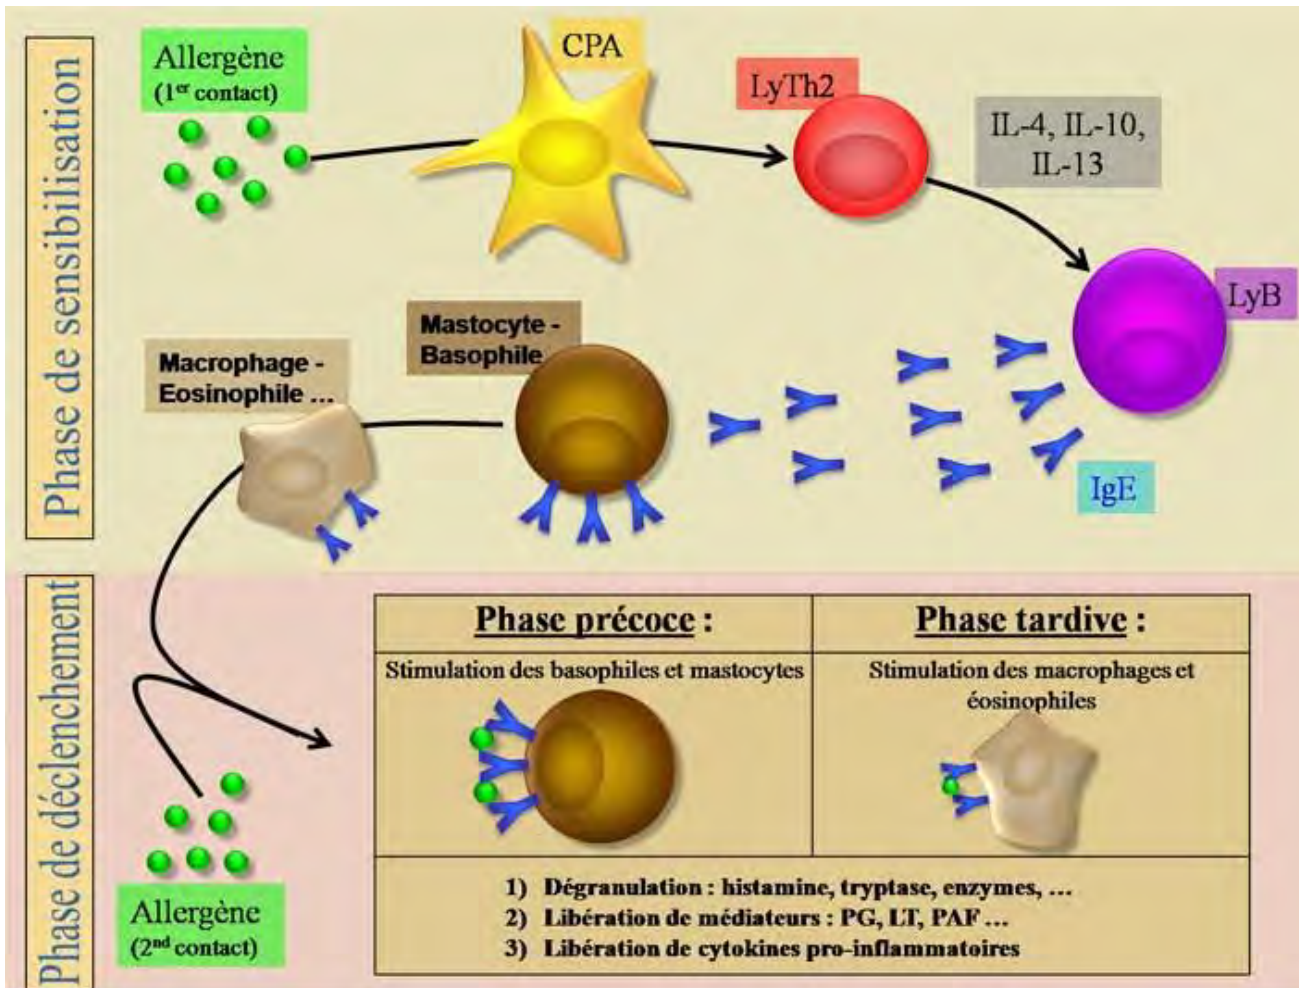 Phase de sensibilisation
Allergène
(1er contact)
CPA
LyTh2
IL-4, IL-10,
IL-13
LyB
Mastocyte -
Basophile
Macrophage -
Eosinophile ...
IgE
Phase de déclenchement
Allergène
(2nd contact)
Phase précoce :
Stimulation des basophiles et mastocytes
Phase tardive :
Stimulation des macrophages et
éosinophiles
1) Dégranulation : histamine, tryptase, enzymes, ...
2) Libération de médiateurs : PG, LT, PAF ...
3) Libération de cytokines pro-inflammatoires